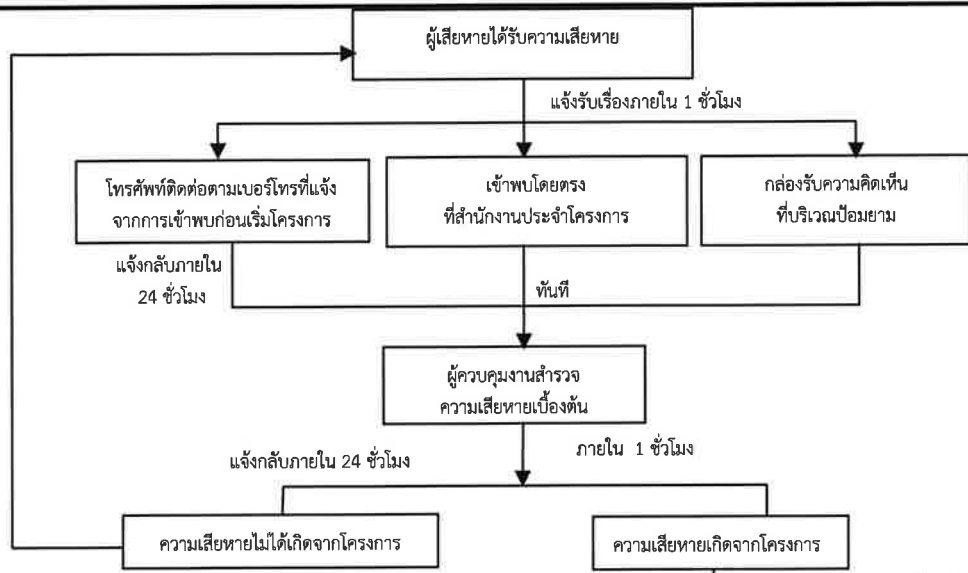 ผู้เสียหายได้รับความเสียหาย
แจ้งรับเรื่องภายใน 1 ชั่วโมง
โทรศัพท์ติดต่อตามเบอร์โทรที่แจ้ง
จากการเข้าพบก่อนเริ่มโครงการ
เข้าพบโดยตรง
ที่สำนักงานประจำโครงการ
กล่องรับความคิดเห็น
ที่บริเวณป้อมยาม
แจ้งกลับภายใน
24 ชั่วโมง
ทันที
ผู้ควบคุมงานสำรวจ
ความเสียหายเบื้องต้น
แจ้งกลับภายใน 24 ชั่วโมง
ภายใน 1 ชั่วโมง
ความเสียหายไม่ได้เกิดจากโครงการ
ความเสียหายเกิดจากโครงการ